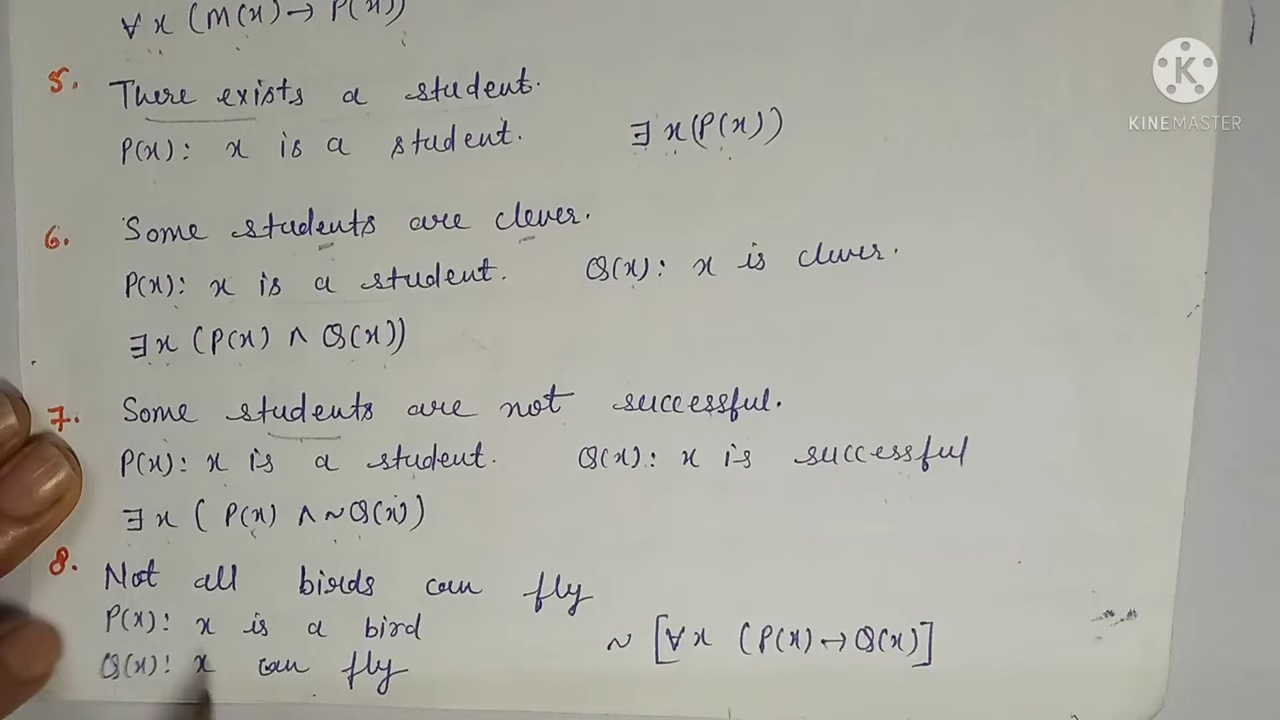 ∀x (M(x) → P(x))
5. There exists a student.
P(x): x is a student. ∃x(P(x))
6. Some students are clever.
P(x): x is a student. Q(x): x is clever.
∃x (P(x) ∧ Q(x))
7. Some students are not successful.
P(x): x is a student. Q(x): x is successful
∃x (P(x) ∧ ~Q(x))
8. Not all birds can fly
P(x): x is a bird
~[∀x (P(x)→Q(x)]
Q(x): x can fly
KINEMASTER